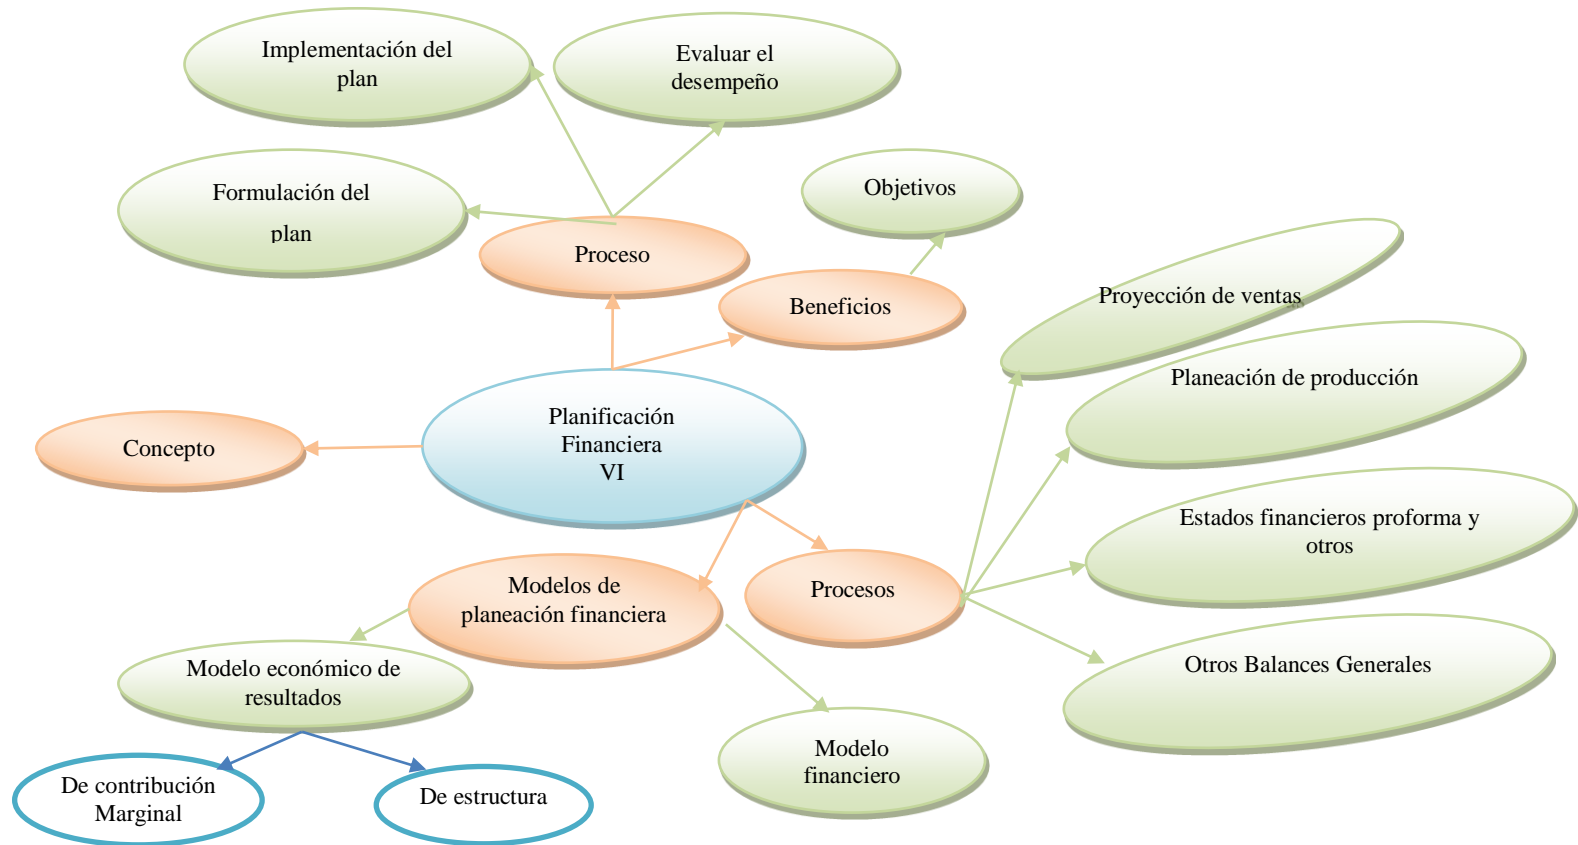 Implementación del
plan
Evaluar el
desempeño
Formulación del
plan
Objetivos
Proceso
Beneficios
Proyección de ventas
Planeación de producción
Planificación
Financiera
VI
Concepto
Estados financieros proforma y
otros
Modelos de
planeación financiera
Procesos
Otros Balances Generales
Modelo económico de
resultados
Modelo
financiero
De contribución
Marginal
De estructura